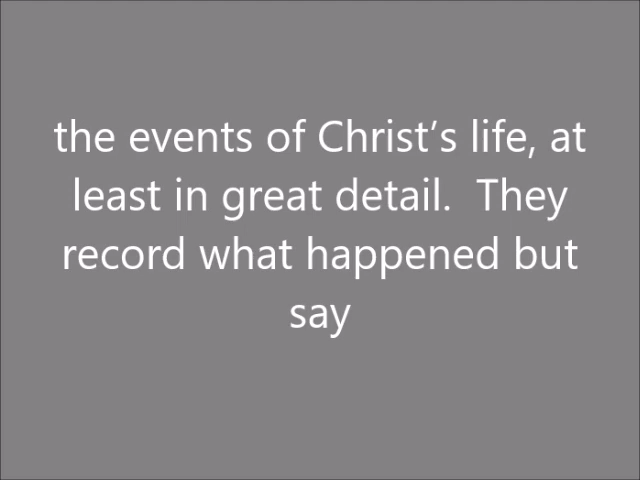 the events of Christ’s life, at
least in great detail.  They
record what happened but
say